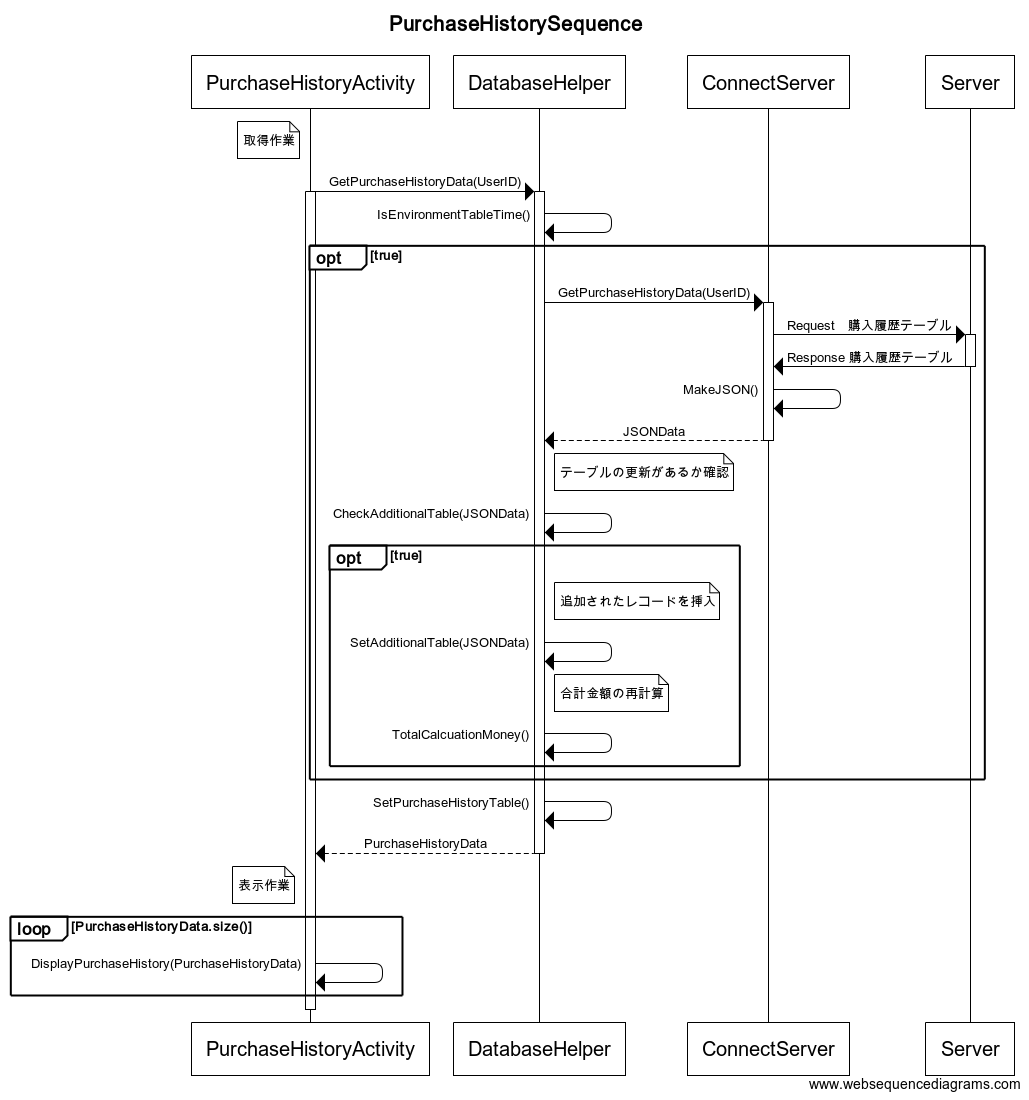 PurchaseHistorySequence
PurchaseHistoryActivity
DatabaseHelper
ConnectServer
Server
取得作業
GetPurchaseHistoryData(UserID)
IsEnvironmentTableTime()
opt [true]
GetPurchaseHistoryData(UserID)
Request　購入履歴テーブル
Response 購入履歴テーブル
MakeJSON()
JSONData
テーブルの更新があるか確認
CheckAdditionalTable(JSONData)
opt [true]
追加されたレコードを挿入
SetAdditionalTable(JSONData)
合計金額の再計算
TotalCalcuationMoney()
SetPurchaseHistoryTable()
PurchaseHistoryData
表示作業
loop [PurchaseHistoryData.size()]
DisplayPurchaseHistory(PurchaseHistoryData)
PurchaseHistoryActivity
DatabaseHelper
ConnectServer
Server
www.websequencediagrams.com